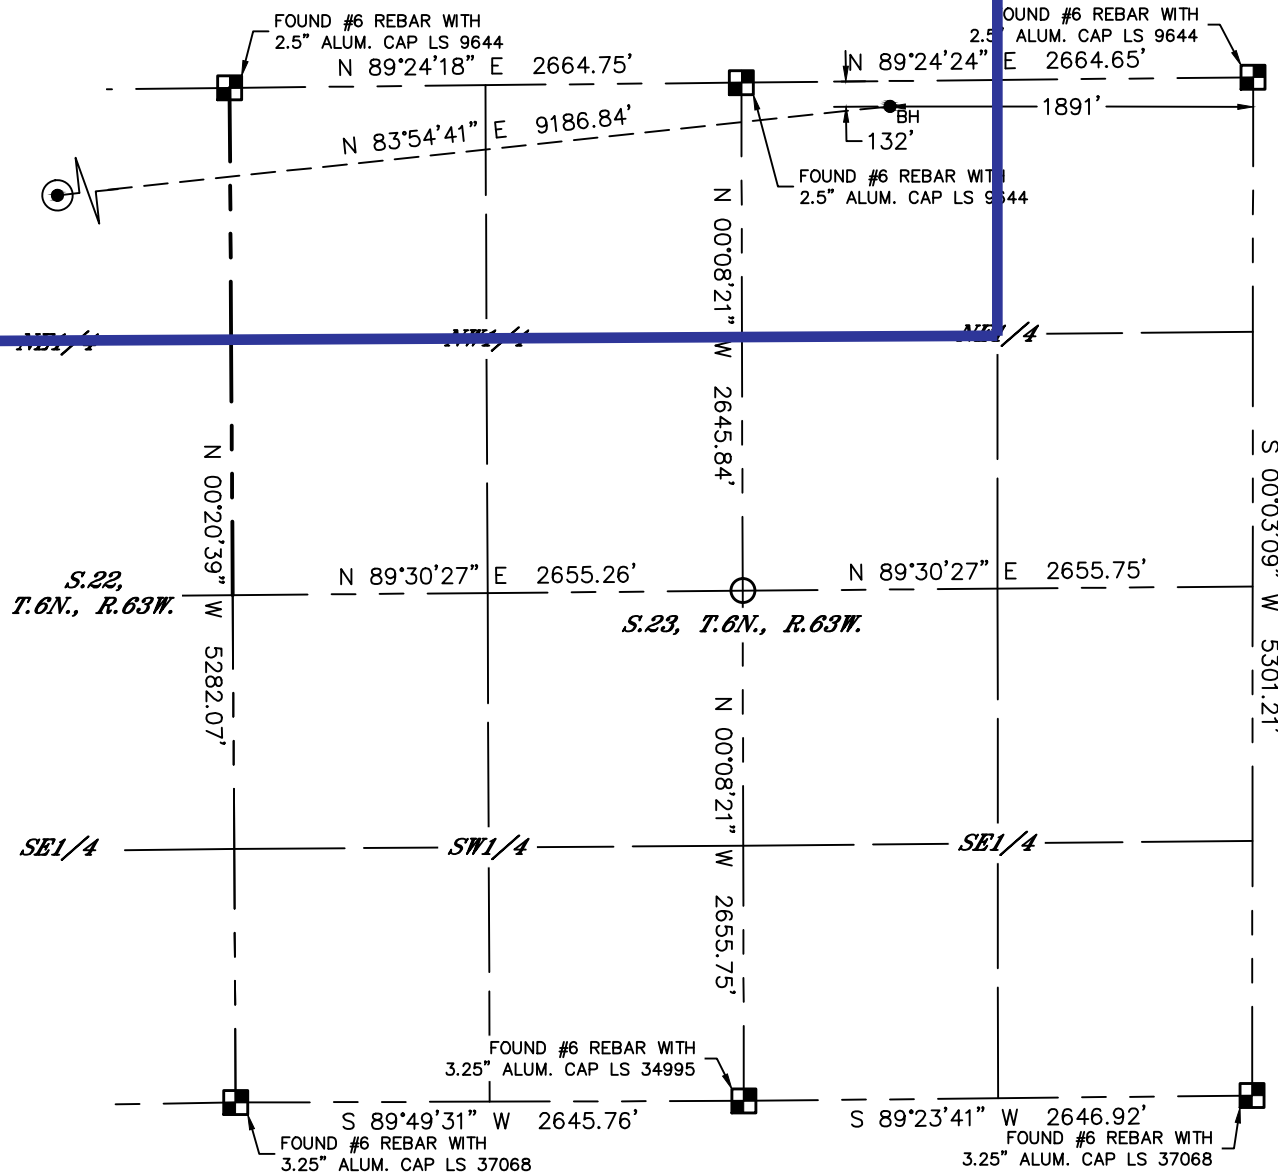 FOUND #6 REBAR WITH
2.5" ALUM. CAP LS 9644
OUND #6 REBAR WITH
2.5" ALUM. CAP LS 9644
N 89°24'18" E 2664.75'
N 89°24'24" E 2664.65'
1891'
BH
132'
N 83°54'41" E 9186.84'
FOUND #6 REBAR WITH
2.5" ALUM. CAP LS 9644
N 00°08'21" W 2645.84'
NE1/4
NW1/4
NE1/4
N 00°20'39" W 5282.07'
S 00°03'09" W 5301.21'
S.22,
T.6N., R.63W.
N 89°30'27" E 2655.26'
N 89°30'27" E 2655.75'
S.23, T.6N., R.63W.
N 00°08'21" W 2655.75'
SE1/4
SW1/4
SE1/4
FOUND #6 REBAR WITH
3.25" ALUM. CAP LS 34995
S 89°49'31" W 2645.76'
S 89°23'41" W 2646.92'
FOUND #6 REBAR WITH
3.25" ALUM. CAP LS 37068
FOUND #6 REBAR WITH
3.25" ALUM. CAP LS 37068